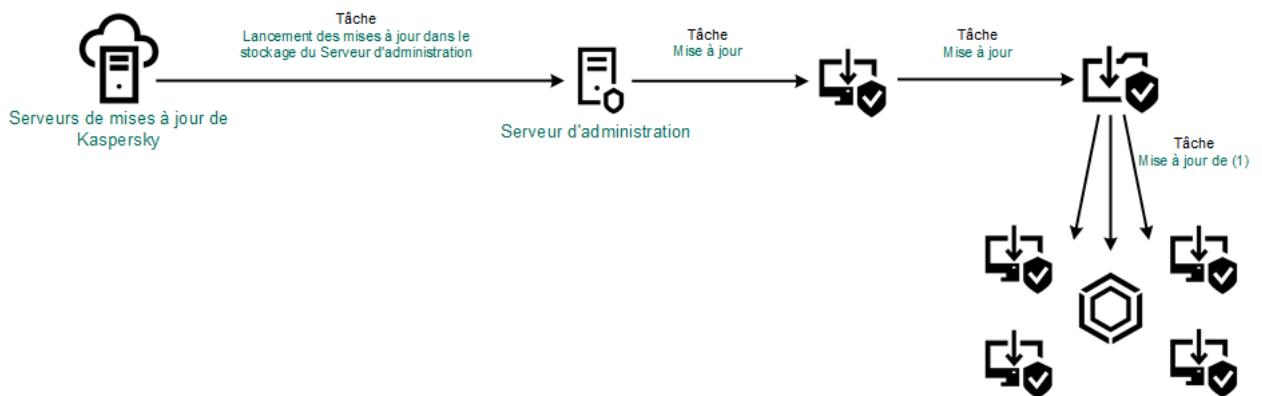 Tâche
Lancement des mises à jour dans le
stockage du Serveur d'administration
Tâche
Mise à jour
Tâche
Mise à jour
Serveurs de mises à jour de
Kaspersky
Serveur d'administration
Tâche
Mise à jour de (1)